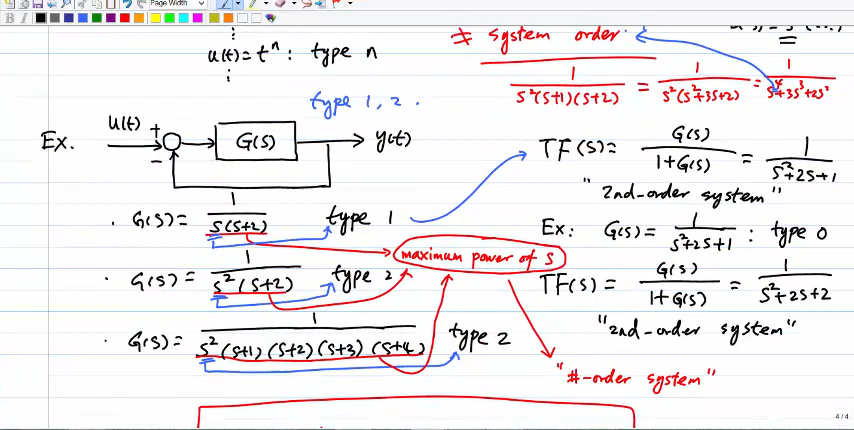 Page Width
B I
⋮
u(t)=t^n : type n
⋮
type 1, 2.
≠ system order.
1/(s²(s+1)(s+2)) = 1/(s²(s²+3s+2)) = 1/(s⁴+3s³+2s²)
Ex. u(t) + − G(s) y(t)
TF(s)= G(s)/(1+G(s)) = 1/(s²+2s+1)
"2nd-order system"
· G(s)= 1/(s(s+2)) type 1
Ex: G(s)= 1/(s²+2s+1) : type 0
maximum power of s
· G(s)= 1/(s²(s+2)) type 2
TF(s)= G(s)/(1+G(s)) = 1/(s²+2s+2)
"2nd-order system"
· G(s)= 1/(s²(s+1)(s+2)(s+3)(s+4)) type 2
"#-order system"
4 / 4